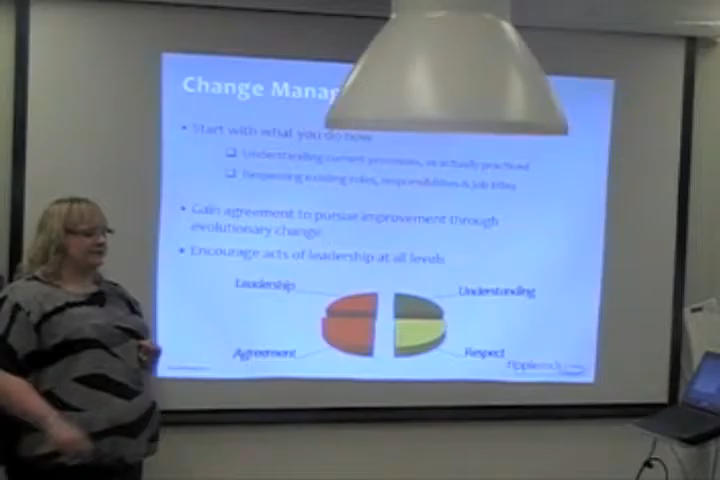 Change Mana
• Start with what you do now
❑ Understanding current processes, as actually practiced
❑ Respecting existing roles, responsibilities & job titles
• Gain agreement to pursue improvement through
evolutionary change
• Encourage acts of leadership at all levels
Leadership
Understanding
Agreement
Respect
ripplerock